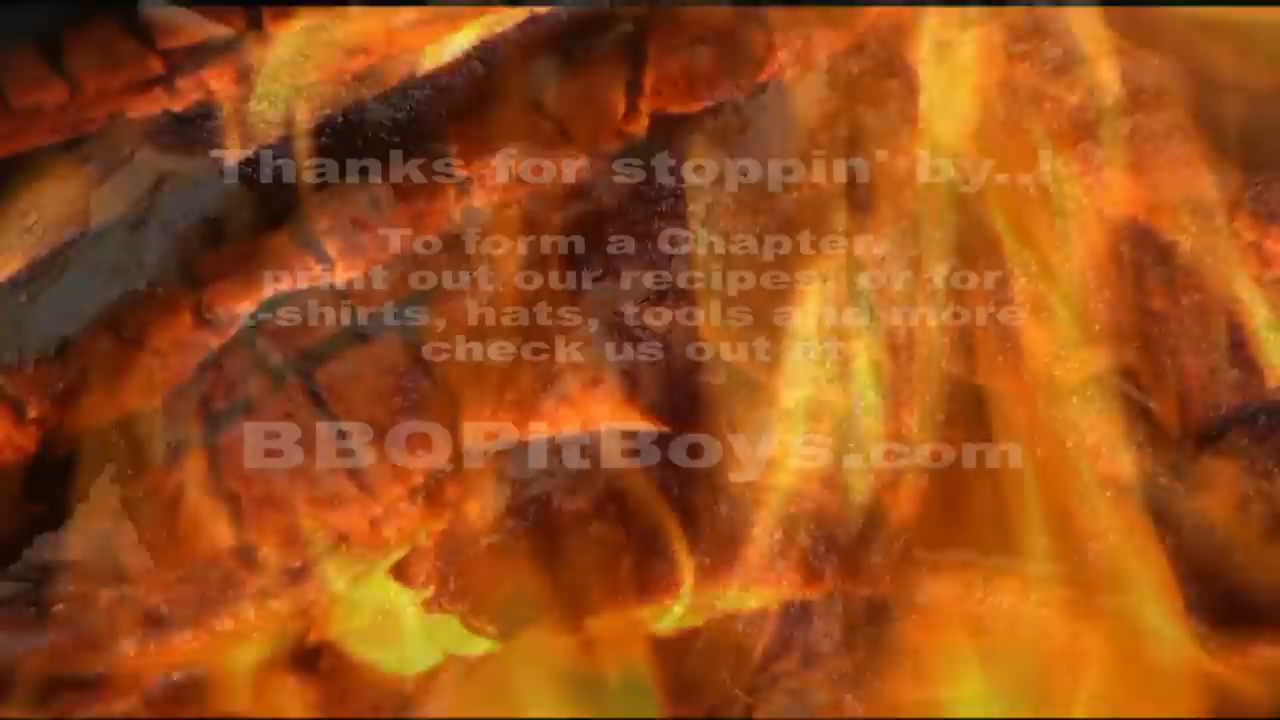 Thanks for stoppin' by..!
To form a Chapter,
print out our recipes, or for
t-shirts, hats, tools and more
check us out at
BBQPitBoys.com